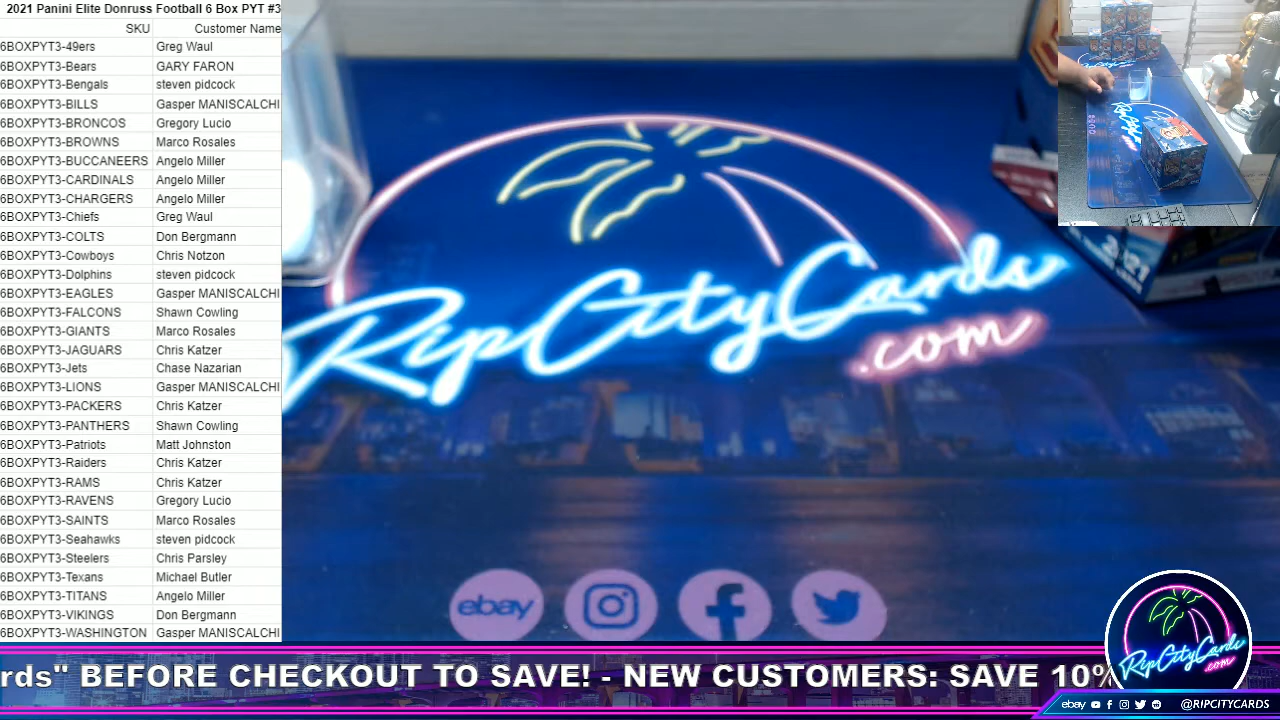 2021 Panini Elite Donruss Football 6 Box PYT #3
SKU Customer Name
6BOXPYT3-49ers Greg Waul
6BOXPYT3-Bears GARY FARON
6BOXPYT3-Bengals steven pidcock
6BOXPYT3-BILLS Gasper MANISCALCHI
6BOXPYT3-BRONCOS Gregory Lucio
6BOXPYT3-BROWNS Marco Rosales
6BOXPYT3-BUCCANEERS Angelo Miller
6BOXPYT3-CARDINALS Angelo Miller
6BOXPYT3-CHARGERS Angelo Miller
6BOXPYT3-Chiefs Greg Waul
6BOXPYT3-COLTS Don Bergmann
6BOXPYT3-Cowboys Chris Notzon
6BOXPYT3-Dolphins steven pidcock
6BOXPYT3-EAGLES Gasper MANISCALCHI
6BOXPYT3-FALCONS Shawn Cowling
6BOXPYT3-GIANTS Marco Rosales
6BOXPYT3-JAGUARS Chris Katzer
6BOXPYT3-Jets Chase Nazarian
6BOXPYT3-LIONS Gasper MANISCALCHI
6BOXPYT3-PACKERS Chris Katzer
6BOXPYT3-PANTHERS Shawn Cowling
6BOXPYT3-Patriots Matt Johnston
6BOXPYT3-Raiders Chris Katzer
6BOXPYT3-RAMS Chris Katzer
6BOXPYT3-RAVENS Gregory Lucio
6BOXPYT3-SAINTS Marco Rosales
6BOXPYT3-Seahawks steven pidcock
6BOXPYT3-Steelers Chris Parsley
6BOXPYT3-Texans Michael Butler
6BOXPYT3-TITANS Angelo Miller
6BOXPYT3-VIKINGS Don Bergmann
6BOXPYT3-WASHINGTON Gasper MANISCALCHI
RipCityCards
.com
ebay
rds" BEFORE CHECKOUT TO SAVE! - NEW CUSTOMERS: SAVE 10%
RipCityCards
.com
ebay @RIPCITYCARDS